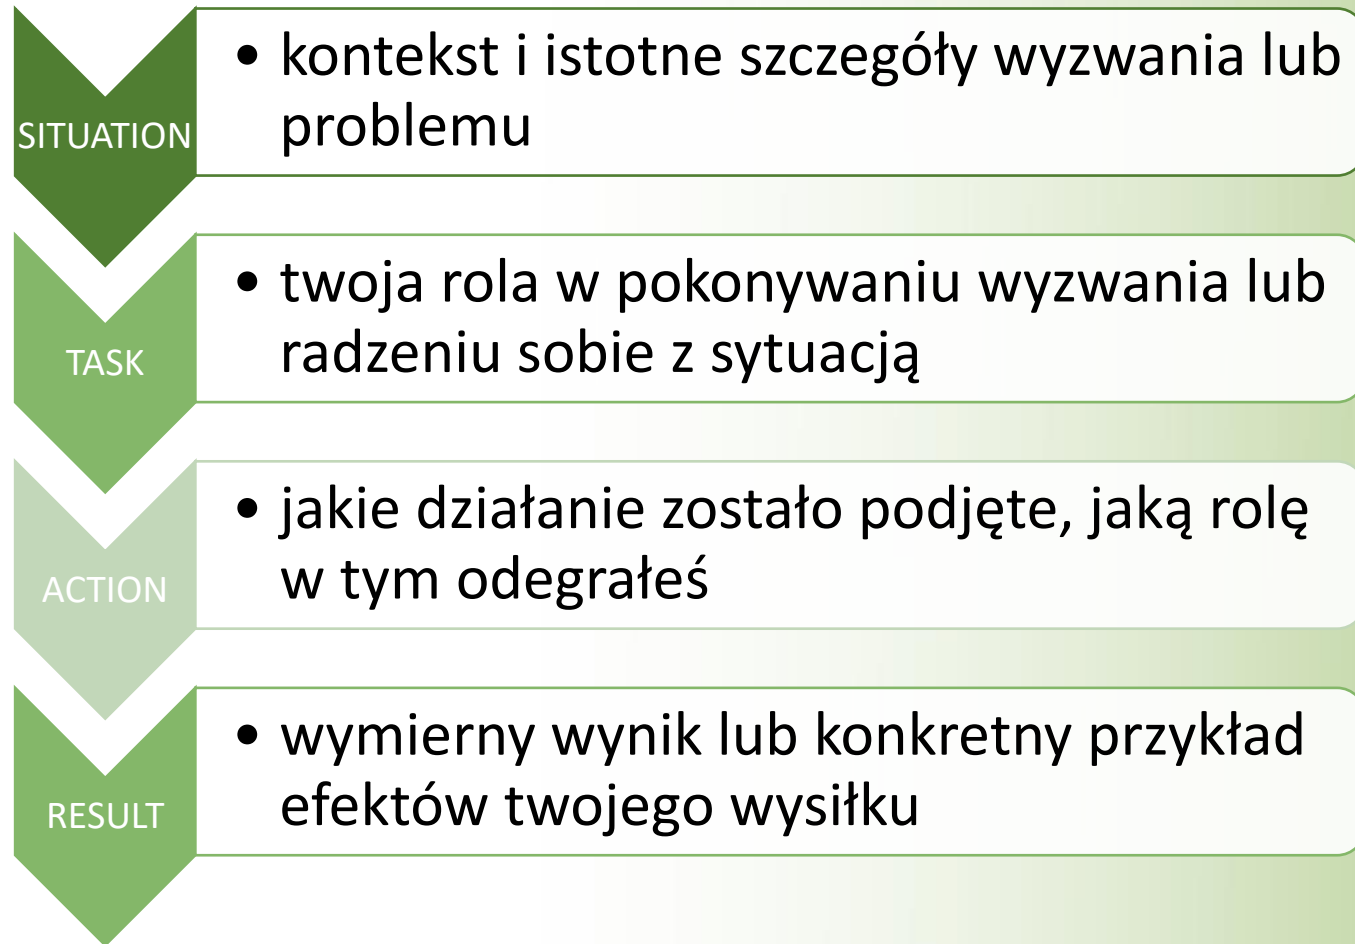 SITUATION
• kontekst i istotne szczegóły wyzwania lub
problemu
TASK
• twoja rola w pokonywaniu wyzwania lub
radzeniu sobie z sytuacją
ACTION
• jakie działanie zostało podjęte, jaką rolę
w tym odegrałeś
RESULT
• wymierny wynik lub konkretny przykład
efektów twojego wysiłku